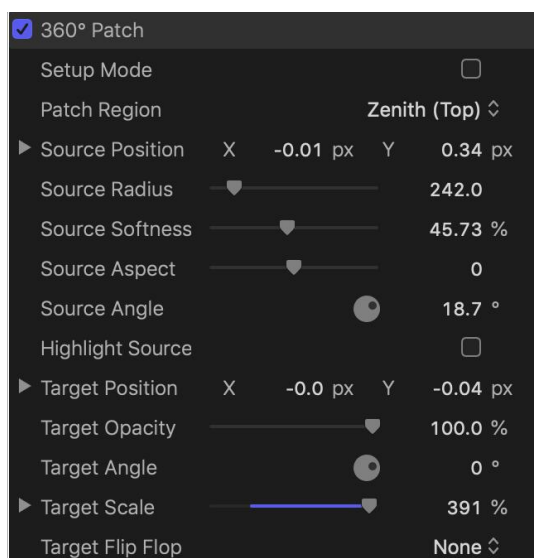 360° Patch
Setup Mode
Patch Region Zenith (Top)
Source Position X -0.01 px Y 0.34 px
Source Radius 242.0
Source Softness 45.73 %
Source Aspect 0
Source Angle 18.7 °
Highlight Source
Target Position X -0.0 px Y -0.04 px
Target Opacity 100.0 %
Target Angle 0 °
Target Scale 391 %
Target Flip Flop None